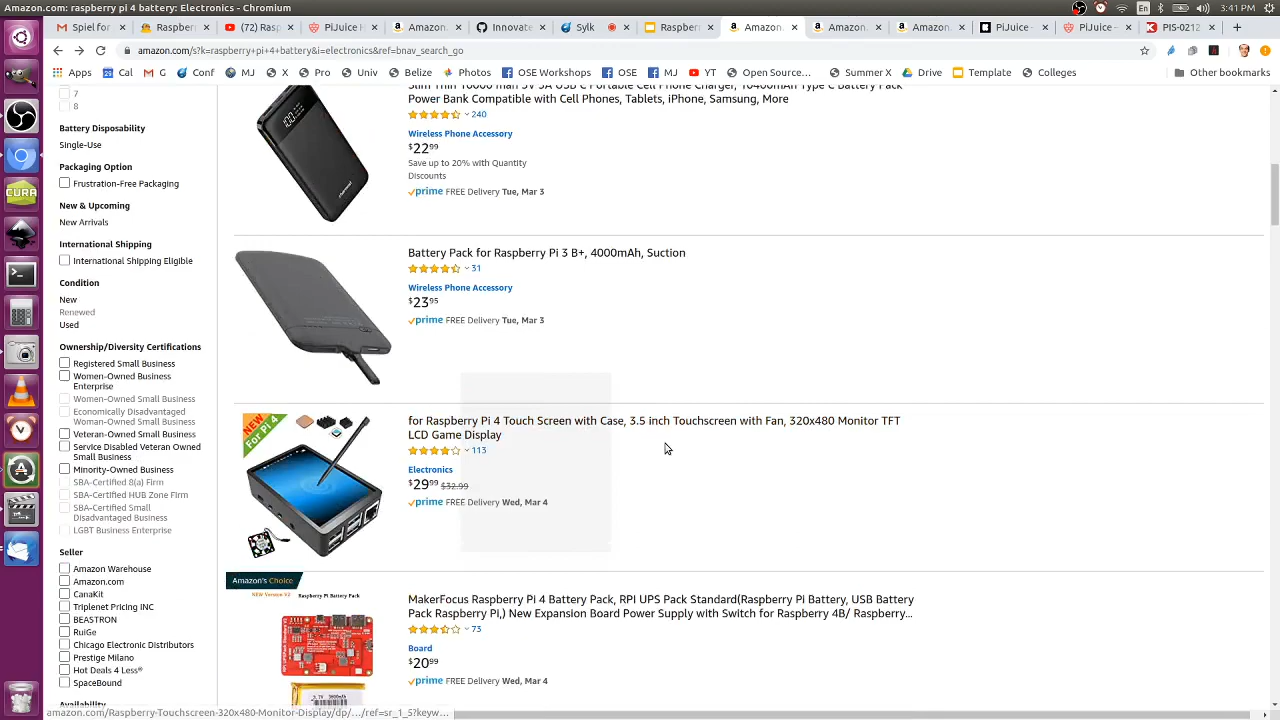 Amazon.com: raspberry pi 4 battery: Electronics - Chromium
En
3:41 PM
Spiel for
Raspberry
(72) Rasp
PiJuice -
Amazon.
Innovate
Sylk
Raspberr
Amazon.
Amazon.
Amazon.
PiJuice -
PiJuice -
PIS-0212
amazon.com/s?k=raspberry+pi+4+battery&i=electronics&ref=bnav_search_go
Apps
Cal
G
Conf
MJ
X
Pro
Univ
Belize
Photos
OSE Workshops
OSE
MJ
YT
Open Source…
Summer X
Drive
Template
Colleges
Other bookmarks
7
8
Battery Disposability
Single-Use
Packaging Option
Frustration-Free Packaging
New & Upcoming
New Arrivals
International Shipping
International Shipping Eligible
Condition
New
Renewed
Used
Ownership/Diversity Certifications
Registered Small Business
Women-Owned Business
Enterprise
Women-Owned Small Business
Economically Disadvantaged
Woman-Owned Small Business
Veteran-Owned Small Business
Service Disabled Veteran Owned
Small Business
Minority-Owned Business
SBA-Certified 8(a) Firm
SBA-Certified HUB Zone Firm
SBA-Certified Small
Disadvantaged Business
LGBT Business Enterprise
Seller
Amazon Warehouse
Amazon.com
CanaKit
Triplenet Pricing INC
BEASTRON
RuiGe
Chicago Electronic Distributors
Prestige Milano
Hot Deals 4 Less®
SpaceBound
Availability
Slim Thin 10000 mah 5V 3A USB C Portable Cell Phone Charger, 10400mAh Type C Battery Pack
Power Bank Compatible with Cell Phones, Tablets, iPhone, Samsung, More
240
Wireless Phone Accessory
$22 99
Save up to 20% with Quantity
Discounts
prime FREE Delivery Tue, Mar 3
Battery Pack for Raspberry Pi 3 B+, 4000mAh, Suction
31
Wireless Phone Accessory
$23 95
prime FREE Delivery Tue, Mar 3
NEW
For Pi 4
for Raspberry Pi 4 Touch Screen with Case, 3.5 inch Touchscreen with Fan, 320x480 Monitor TFT
LCD Game Display
113
Electronics
$29 99 $32.99
prime FREE Delivery Wed, Mar 4
Amazon's Choice
NEW Version-V2 Raspberry Pi Battery Pack
MakerFocus Raspberry Pi 4 Battery Pack, RPI UPS Pack Standard(Raspberry Pi Battery, USB Battery
Pack Raspberry Pi,) New Expansion Board Power Supply with Switch for Raspberry 4B/ Raspberry…
73
Board
$20 99
prime FREE Delivery Wed, Mar 4
CURA
amazon.com/Raspberry-Touchscreen-320x480-Monitor-Display/dp/…/ref=sr_1_5?keyw…